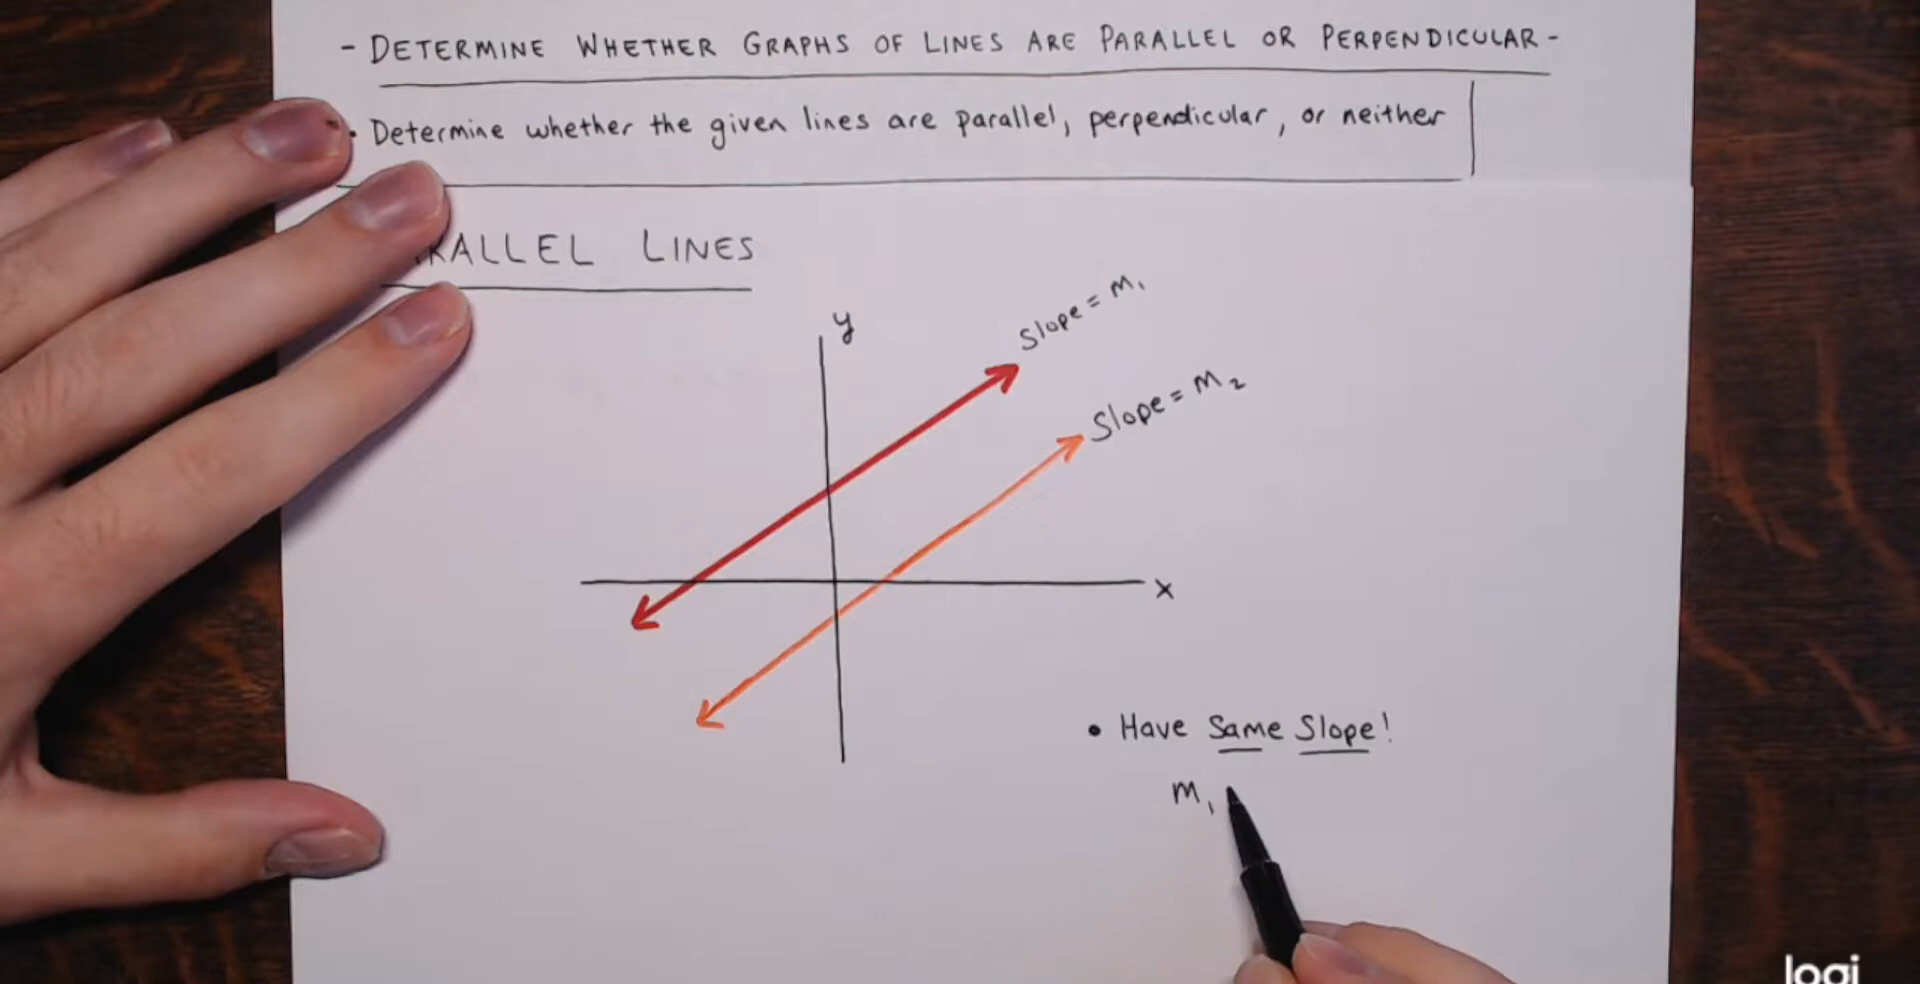 - DETERMINE WHETHER GRAPHS OF LINES ARE PARALLEL OR PERPENDICULAR -
• Determine whether the given lines are parallel, perpendicular, or neither
LINES
y
Slope = m₁
Slope = m₂
x
• Have Same Slope!
m₁
logi